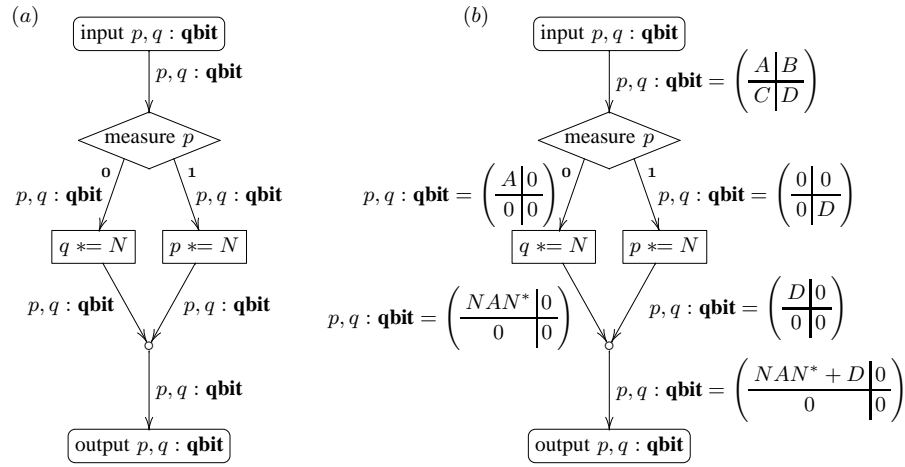 (a)
input p, q : qbit
p, q : qbit
measure p
0 1
p, q : qbit p, q : qbit
q *= N p *= N
p, q : qbit p, q : qbit
p, q : qbit
output p, q : qbit
(b)
input p, q : qbit
p, q : qbit = ( A | B
C | D )
measure p
0 1
p, q : qbit = ( A | 0
0 | 0 )
p, q : qbit = ( 0 | 0
0 | D )
q *= N p *= N
p, q : qbit = ( NAN* | 0
0 | 0 )
p, q : qbit = ( D | 0
0 | 0 )
p, q : qbit = ( NAN* + D | 0
0 | 0 )
output p, q : qbit